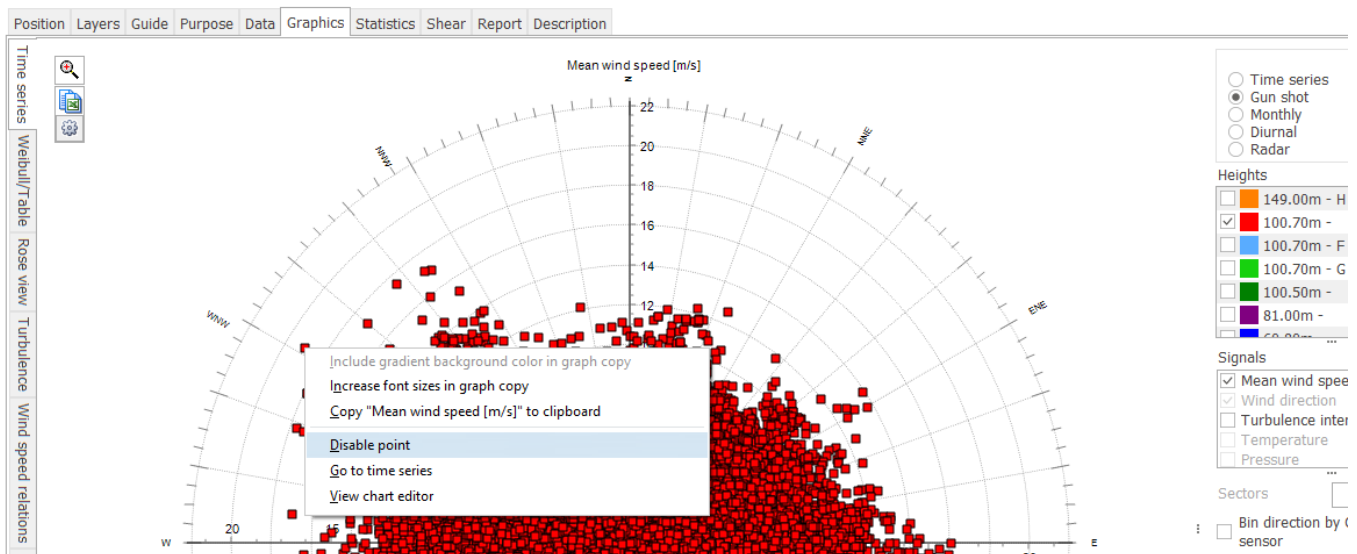 Position Layers Guide Purpose Data Graphics Statistics Shear Report Description
Time series
Weibull/Table
Rose view
Turbulence
Wind speed relations
Mean wind speed [m/s]
N
22
20
18
16
14
12
NNW
NNE
WNW
ENE
W
20
15
E
Include gradient background color in graph copy
Increase font sizes in graph copy
Copy "Mean wind speed [m/s]" to clipboard
Disable point
Go to time series
View chart editor
Time series
Gun shot
Monthly
Diurnal
Radar
Heights
149.00m - H
100.70m -
100.70m - F
100.70m - G
100.50m -
81.00m -
Signals
Mean wind spee
Wind direction
Turbulence inter
Temperature
Pressure
Sectors
Bin direction by
sensor